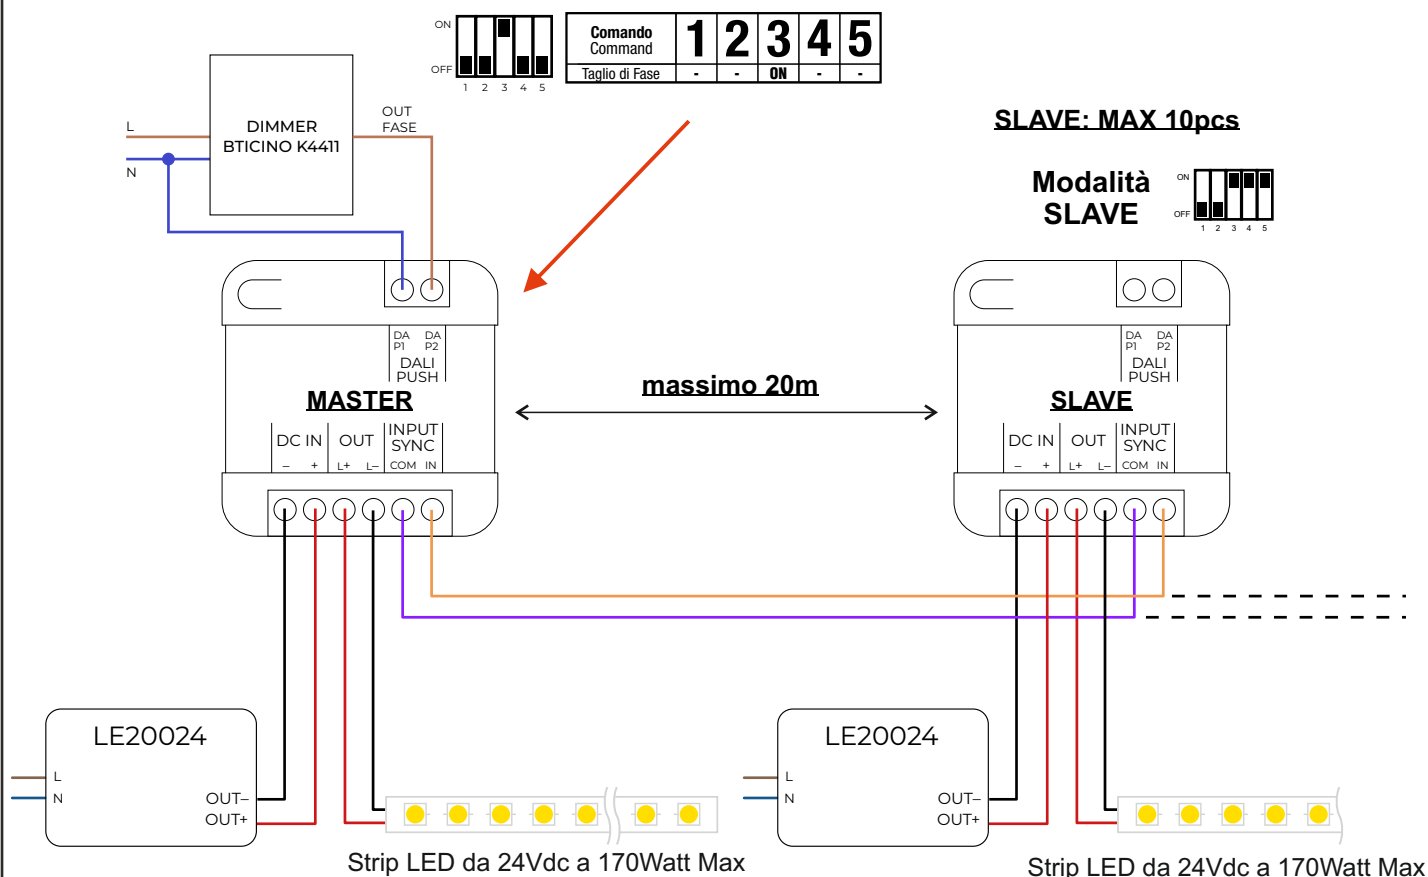 ON
OFF
1 2 3 4 5
Comando
Command
1 2 3 4 5
Taglio di Fase - - ON - -
L
N
DIMMER
BTICINO K4411
OUT
FASE
SLAVE: MAX 10pcs
Modalità
SLAVE
ON
OFF
1 2 3 4 5
DA DA
P1 P2
DALI
PUSH
MASTER
DC IN OUT INPUT
SYNC
– + L+ L– COM IN
massimo 20m
DA DA
P1 P2
DALI
PUSH
SLAVE
DC IN OUT INPUT
SYNC
– + L+ L– COM IN
LE20024
L
N
OUT–
OUT+
Strip LED da 24Vdc a 170Watt Max
LE20024
L
N
OUT–
OUT+
Strip LED da 24Vdc a 170Watt Max